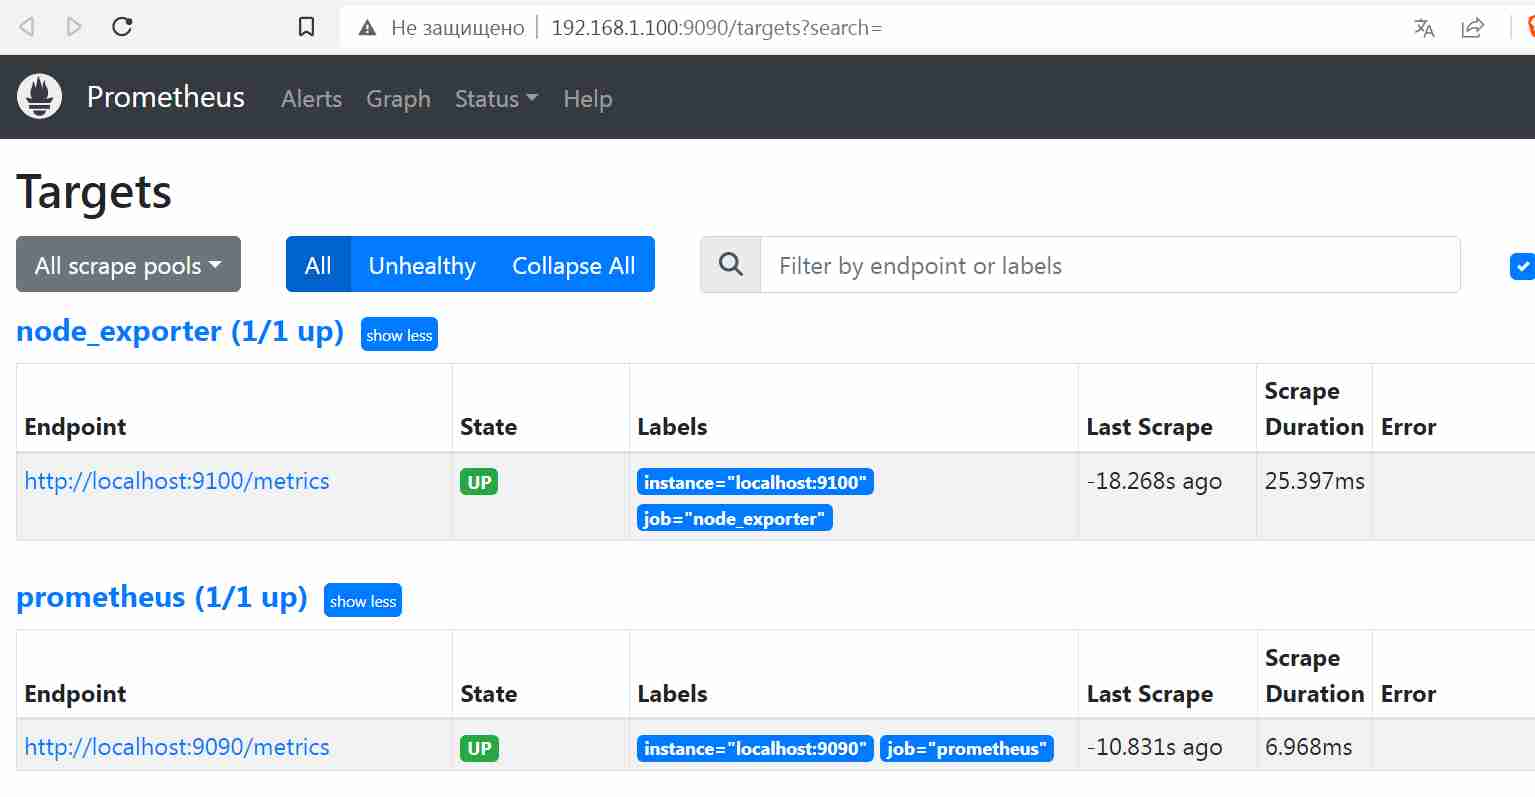 Не защищено 192.168.1.100:9090/targets?search=
Prometheus Alerts Graph Status Help
Targets
All scrape pools All Unhealthy Collapse All Filter by endpoint or labels
node_exporter (1/1 up) show less
Endpoint State Labels Last Scrape Scrape Duration Error
http://localhost:9100/metrics UP instance="localhost:9100" -18.268s ago 25.397ms
job="node_exporter"
prometheus (1/1 up) show less
Endpoint State Labels Last Scrape Scrape Duration Error
http://localhost:9090/metrics UP instance="localhost:9090" job="prometheus" -10.831s ago 6.968ms